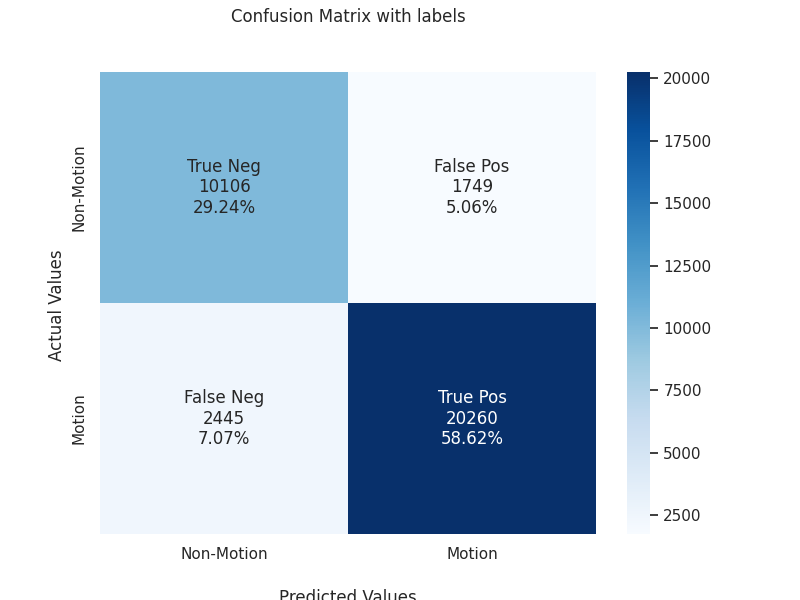 Confusion Matrix with labels
True Neg
10106
29.24%
False Pos
1749
5.06%
False Neg
2445
7.07%
True Pos
20260
58.62%
Non-Motion
Motion
Actual Values
Non-Motion
Motion
Predicted Values
20000
17500
15000
12500
10000
7500
5000
2500